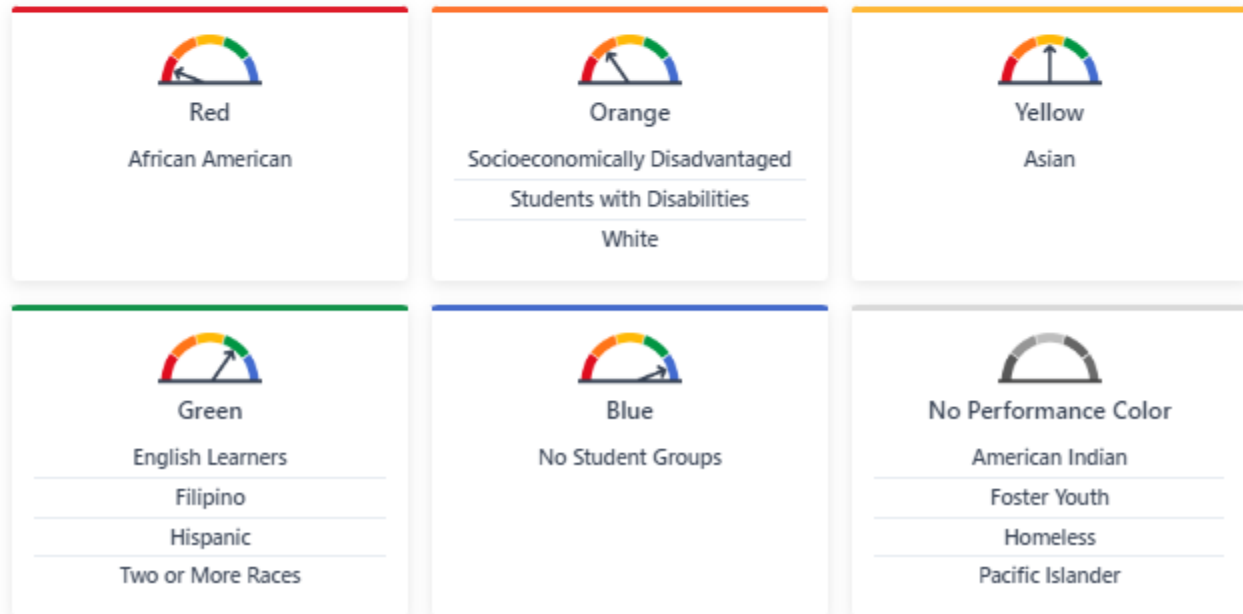 Red
African American
Orange
Socioeconomically Disadvantaged
Students with Disabilities
White
Yellow
Asian
Green
English Learners
Filipino
Hispanic
Two or More Races
Blue
No Student Groups
No Performance Color
American Indian
Foster Youth
Homeless
Pacific Islander